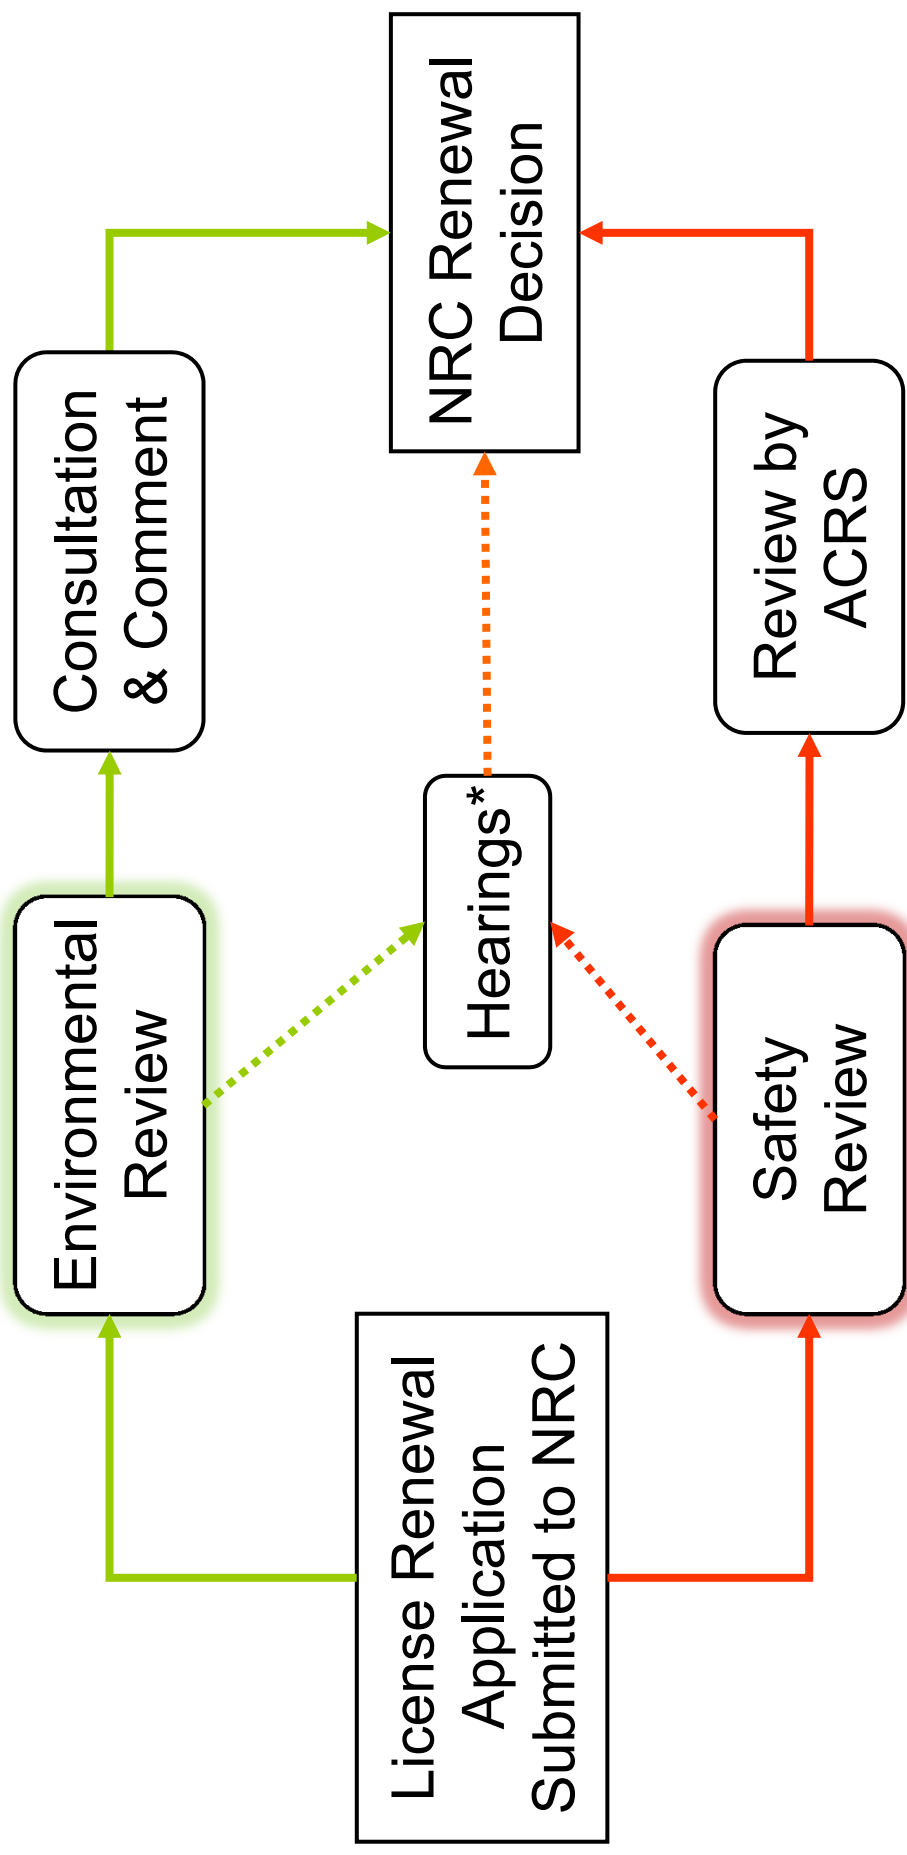 License Renewal
Application
Submitted to NRC
Environmental
Review
Safety
Review
Hearings*
Consultation
& Comment
Review by
ACRS
NRC Renewal
Decision